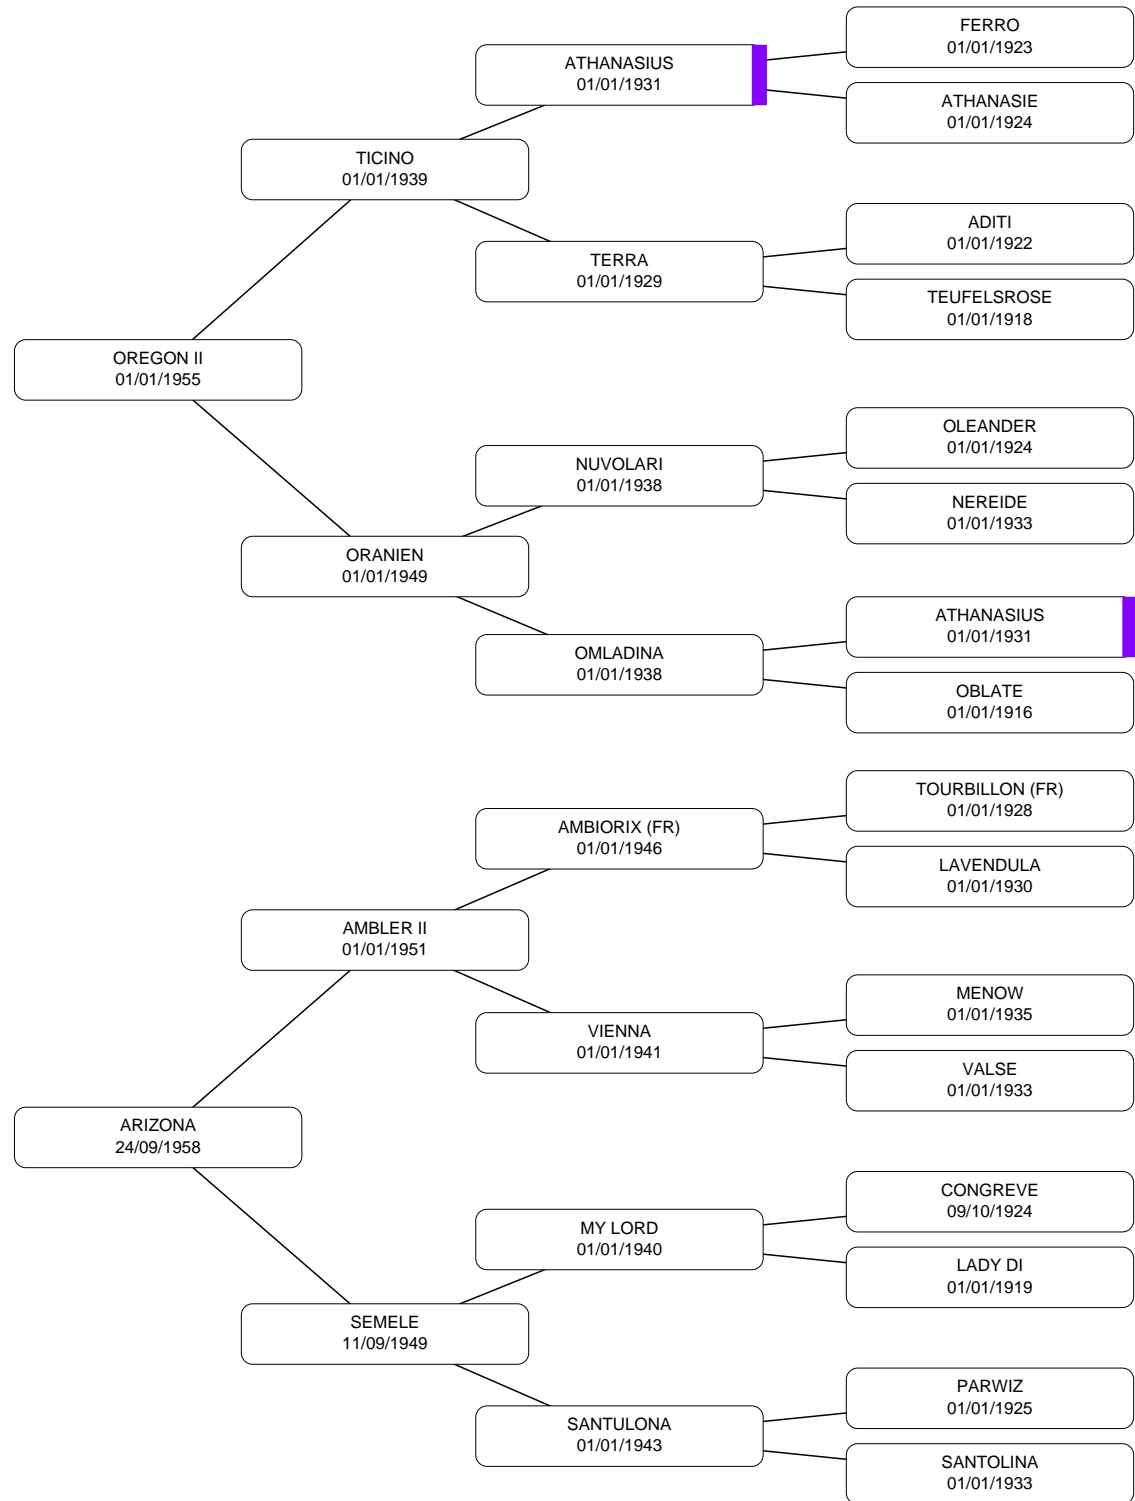 FERRO
01/01/1923
ATHANASIUS
01/01/1931
ATHANASIE
01/01/1924
TICINO
01/01/1939
ADITI
01/01/1922
TERRA
01/01/1929
TEUFELSROSE
01/01/1918
OREGON II
01/01/1955
OLEANDER
01/01/1924
NUVOLARI
01/01/1938
NEREIDE
01/01/1933
ORANIEN
01/01/1949
ATHANASIUS
01/01/1931
OMLADINA
01/01/1938
OBLATE
01/01/1916
TOURBILLON (FR)
01/01/1928
AMBIORIX (FR)
01/01/1946
LAVENDULA
01/01/1930
AMBLER II
01/01/1951
MENOW
01/01/1935
VIENNA
01/01/1941
VALSE
01/01/1933
ARIZONA
24/09/1958
CONGREVE
09/10/1924
MY LORD
01/01/1940
LADY DI
01/01/1919
SEMELE
11/09/1949
PARWIZ
01/01/1925
SANTULONA
01/01/1943
SANTOLINA
01/01/1933